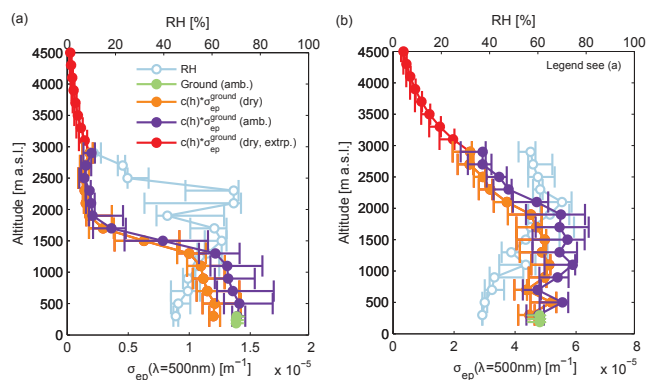 (a)
RH [%]
0 20 40 60 80 100
4500
4000
3500
3000
2500
2000
1500
1000
500
0
Altitude [m a.s.l.]
RH
Ground (amb.)
c(h)*σ_ep^ground (dry)
c(h)*σ_ep^ground (amb.)
c(h)*σ_ep^ground (dry, extrp.)
0 0.5 1 1.5 2
σ_ep(λ=500nm) [m⁻¹] × 10⁻⁵
(b)
RH [%]
0 20 40 60 80 100
Legend see (a)
4500
4000
3500
3000
2500
2000
1500
1000
500
0
Altitude [m a.s.l.]
0 2 4 6 8
σ_ep(λ=500nm) [m⁻¹] × 10⁻⁵